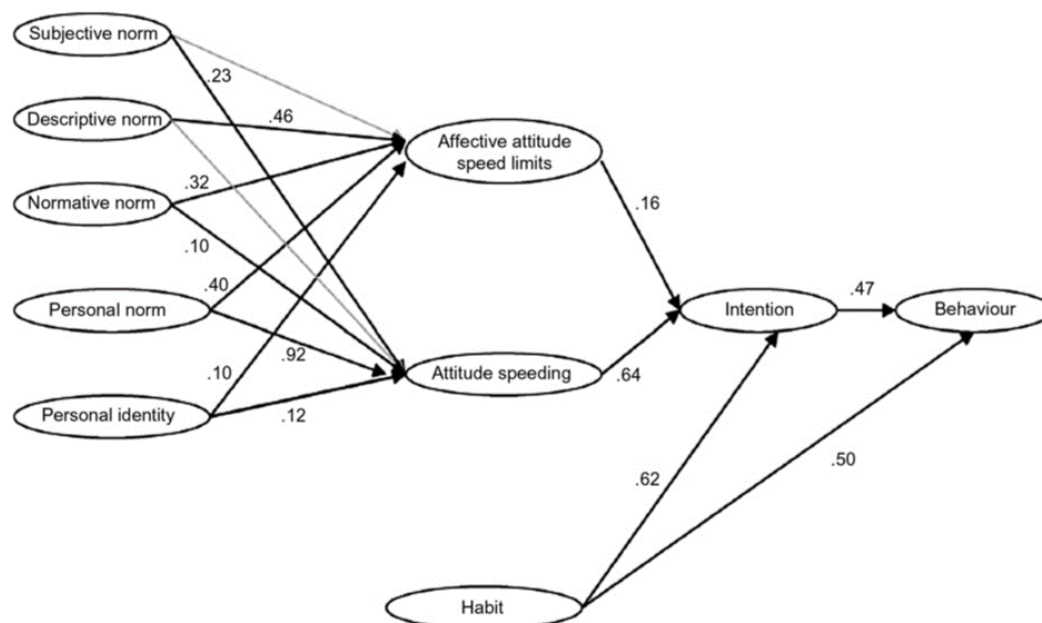 Subjective norm
.23
Descriptive norm
.46
Affective attitude
speed limits
Normative norm
.32
.16
.10
.40
Personal norm
Intention
.47
Behaviour
.92
.10
Attitude speeding
.64
Personal identity
.12
.62
.50
Habit